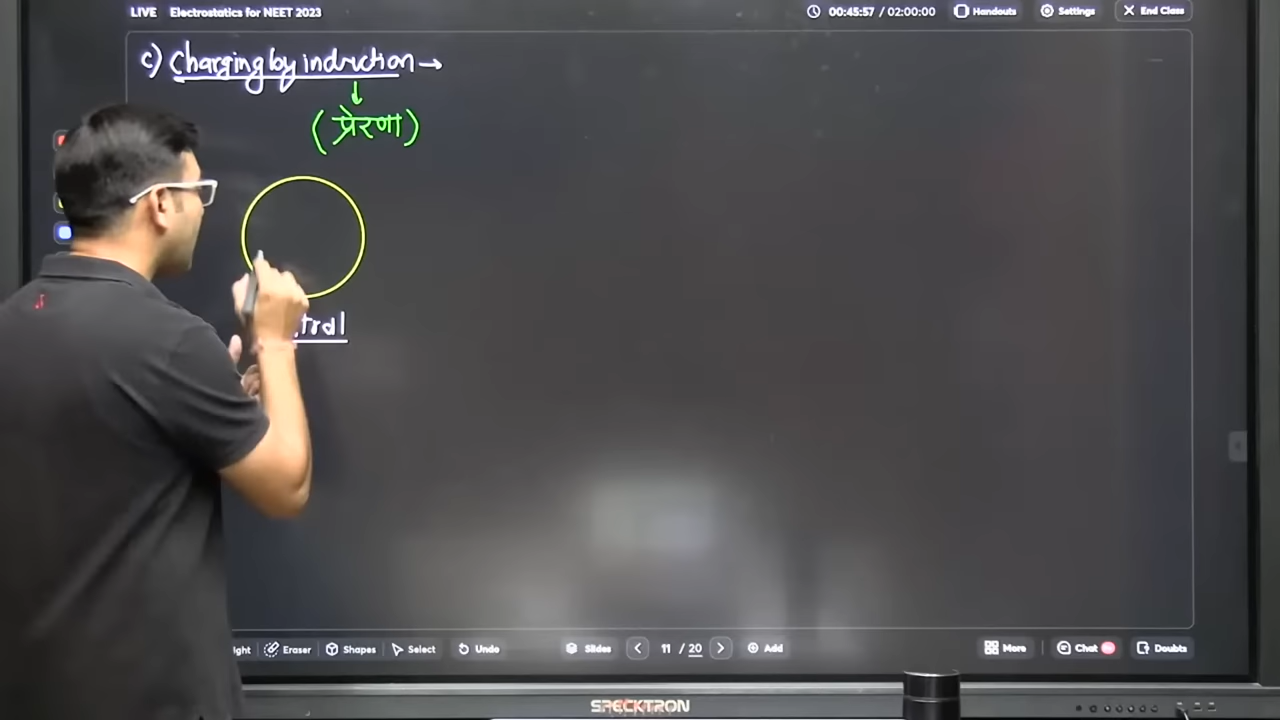 LIVE Electrostatics for NEET 2023 00:45:57 / 02:00:00 Handouts Settings End Class
c) Charging by induction →
(प्रेरणा)
Eraser Shapes Select Undo Slides 11 / 20 Add More Chat Doubts
SPECKTRON